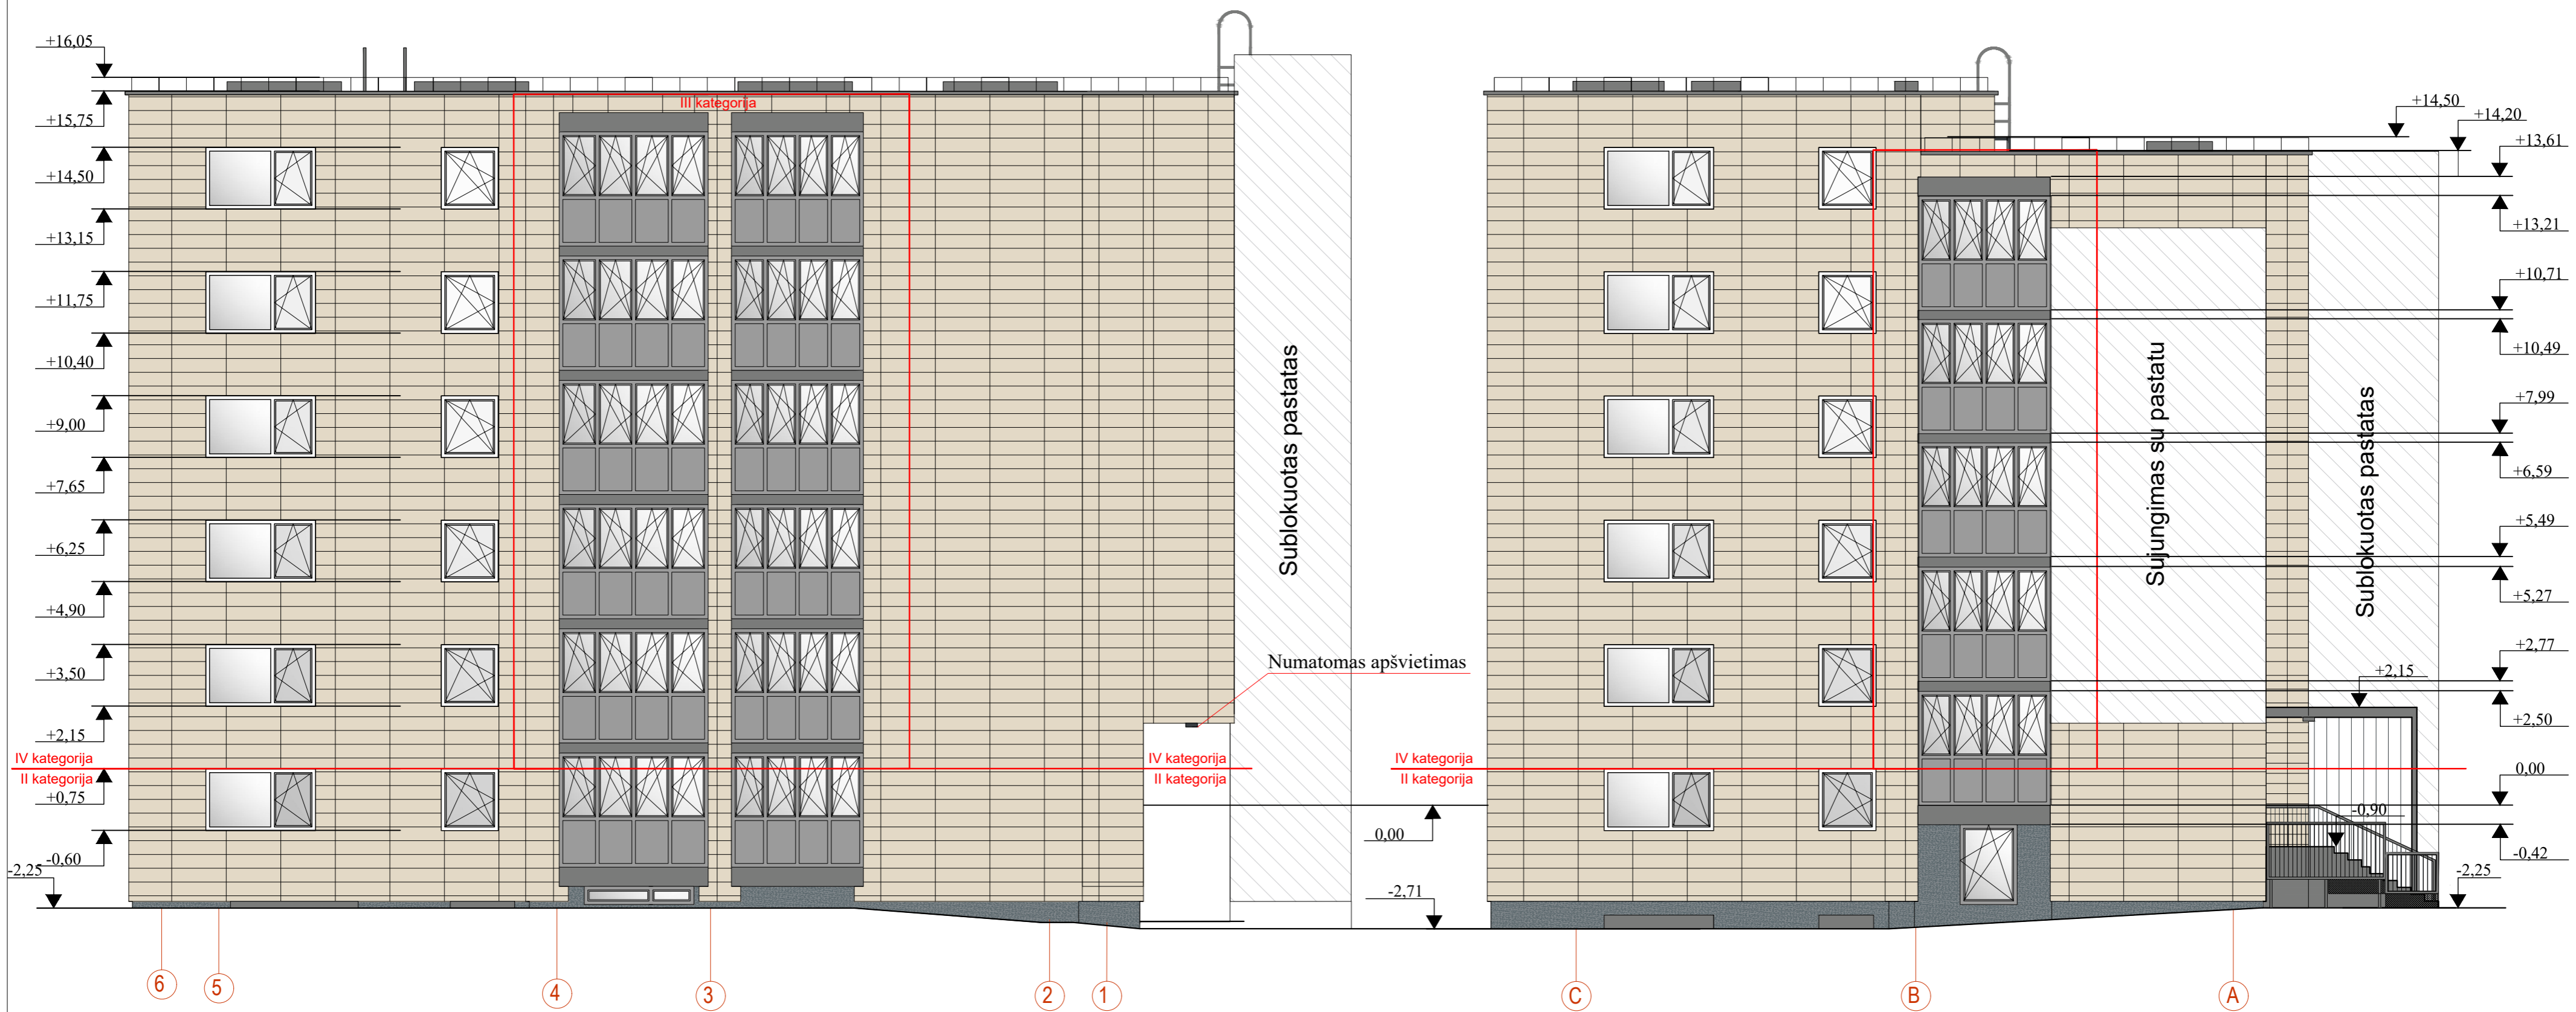 +16,05
+15,75
+14,50
+13,15
+11,75
+10,40
+9,00
+7,65
+6,25
+4,90
+3,50
+2,15
IV kategorija
II kategorija
+0,75
-0,60
-2,25
III kategorija
Sublokuotas pastatas
Numatomas apšvietimas
IV kategorija
II kategorija
6
5
4
3
2
1
IV kategorija
II kategorija
0,00
-2,71
Sujungimas su pastatu
Sublokuotas pastatas
+14,50
+14,20
+13,61
+13,21
+10,71
+10,49
+7,99
+6,59
+5,49
+5,27
+2,77
+2,15
+2,50
0,00
-0,90
-0,42
-2,25
C
B
A